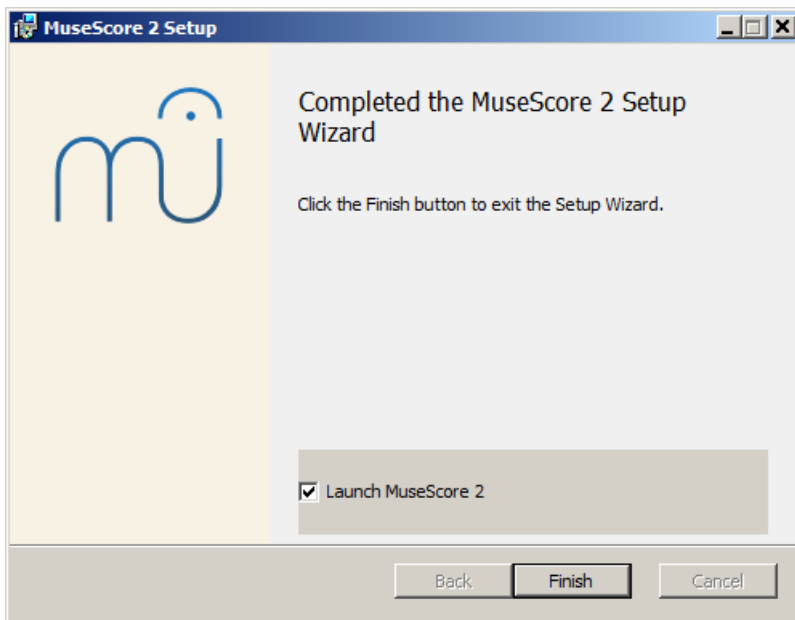 MuseScore 2 Setup
Completed the MuseScore 2 Setup
Wizard
Click the Finish button to exit the Setup Wizard.
Launch MuseScore 2
Back Finish Cancel